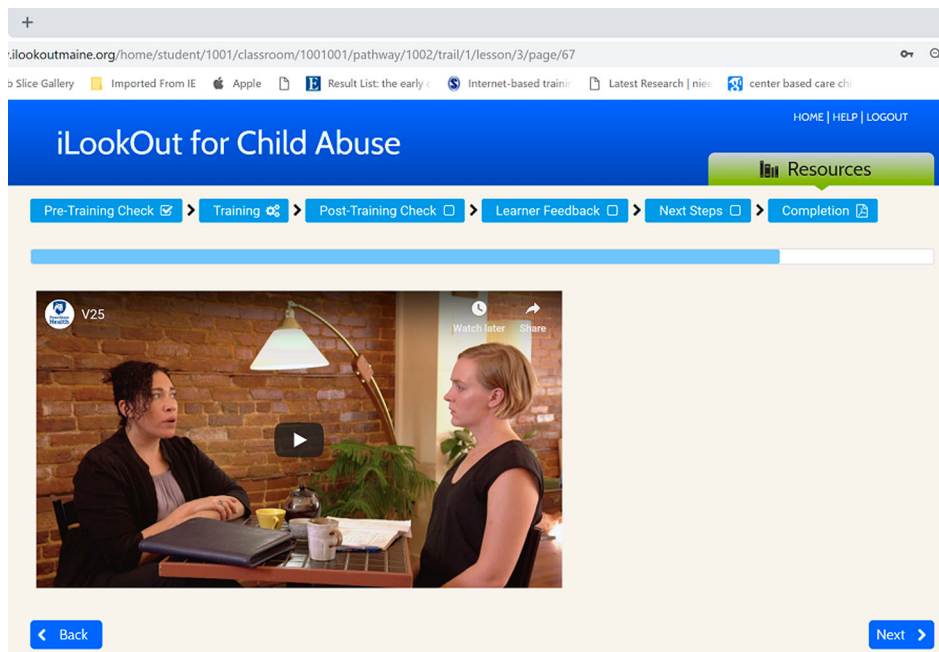 +
.ilookoutmaine.org/home/student/1001/classroom/1001001/pathway/1002/trail/1/lesson/3/page/67
Slice Gallery Imported From IE Apple E Result List: the early S Internet-based trainin Latest Research | niee center based care chi
HOME | HELP | LOGOUT
iLookOut for Child Abuse
Resources
Pre-Training Check Training Post-Training Check Learner Feedback Next Steps Completion
V25
Watch later Share
Health
Back
Next